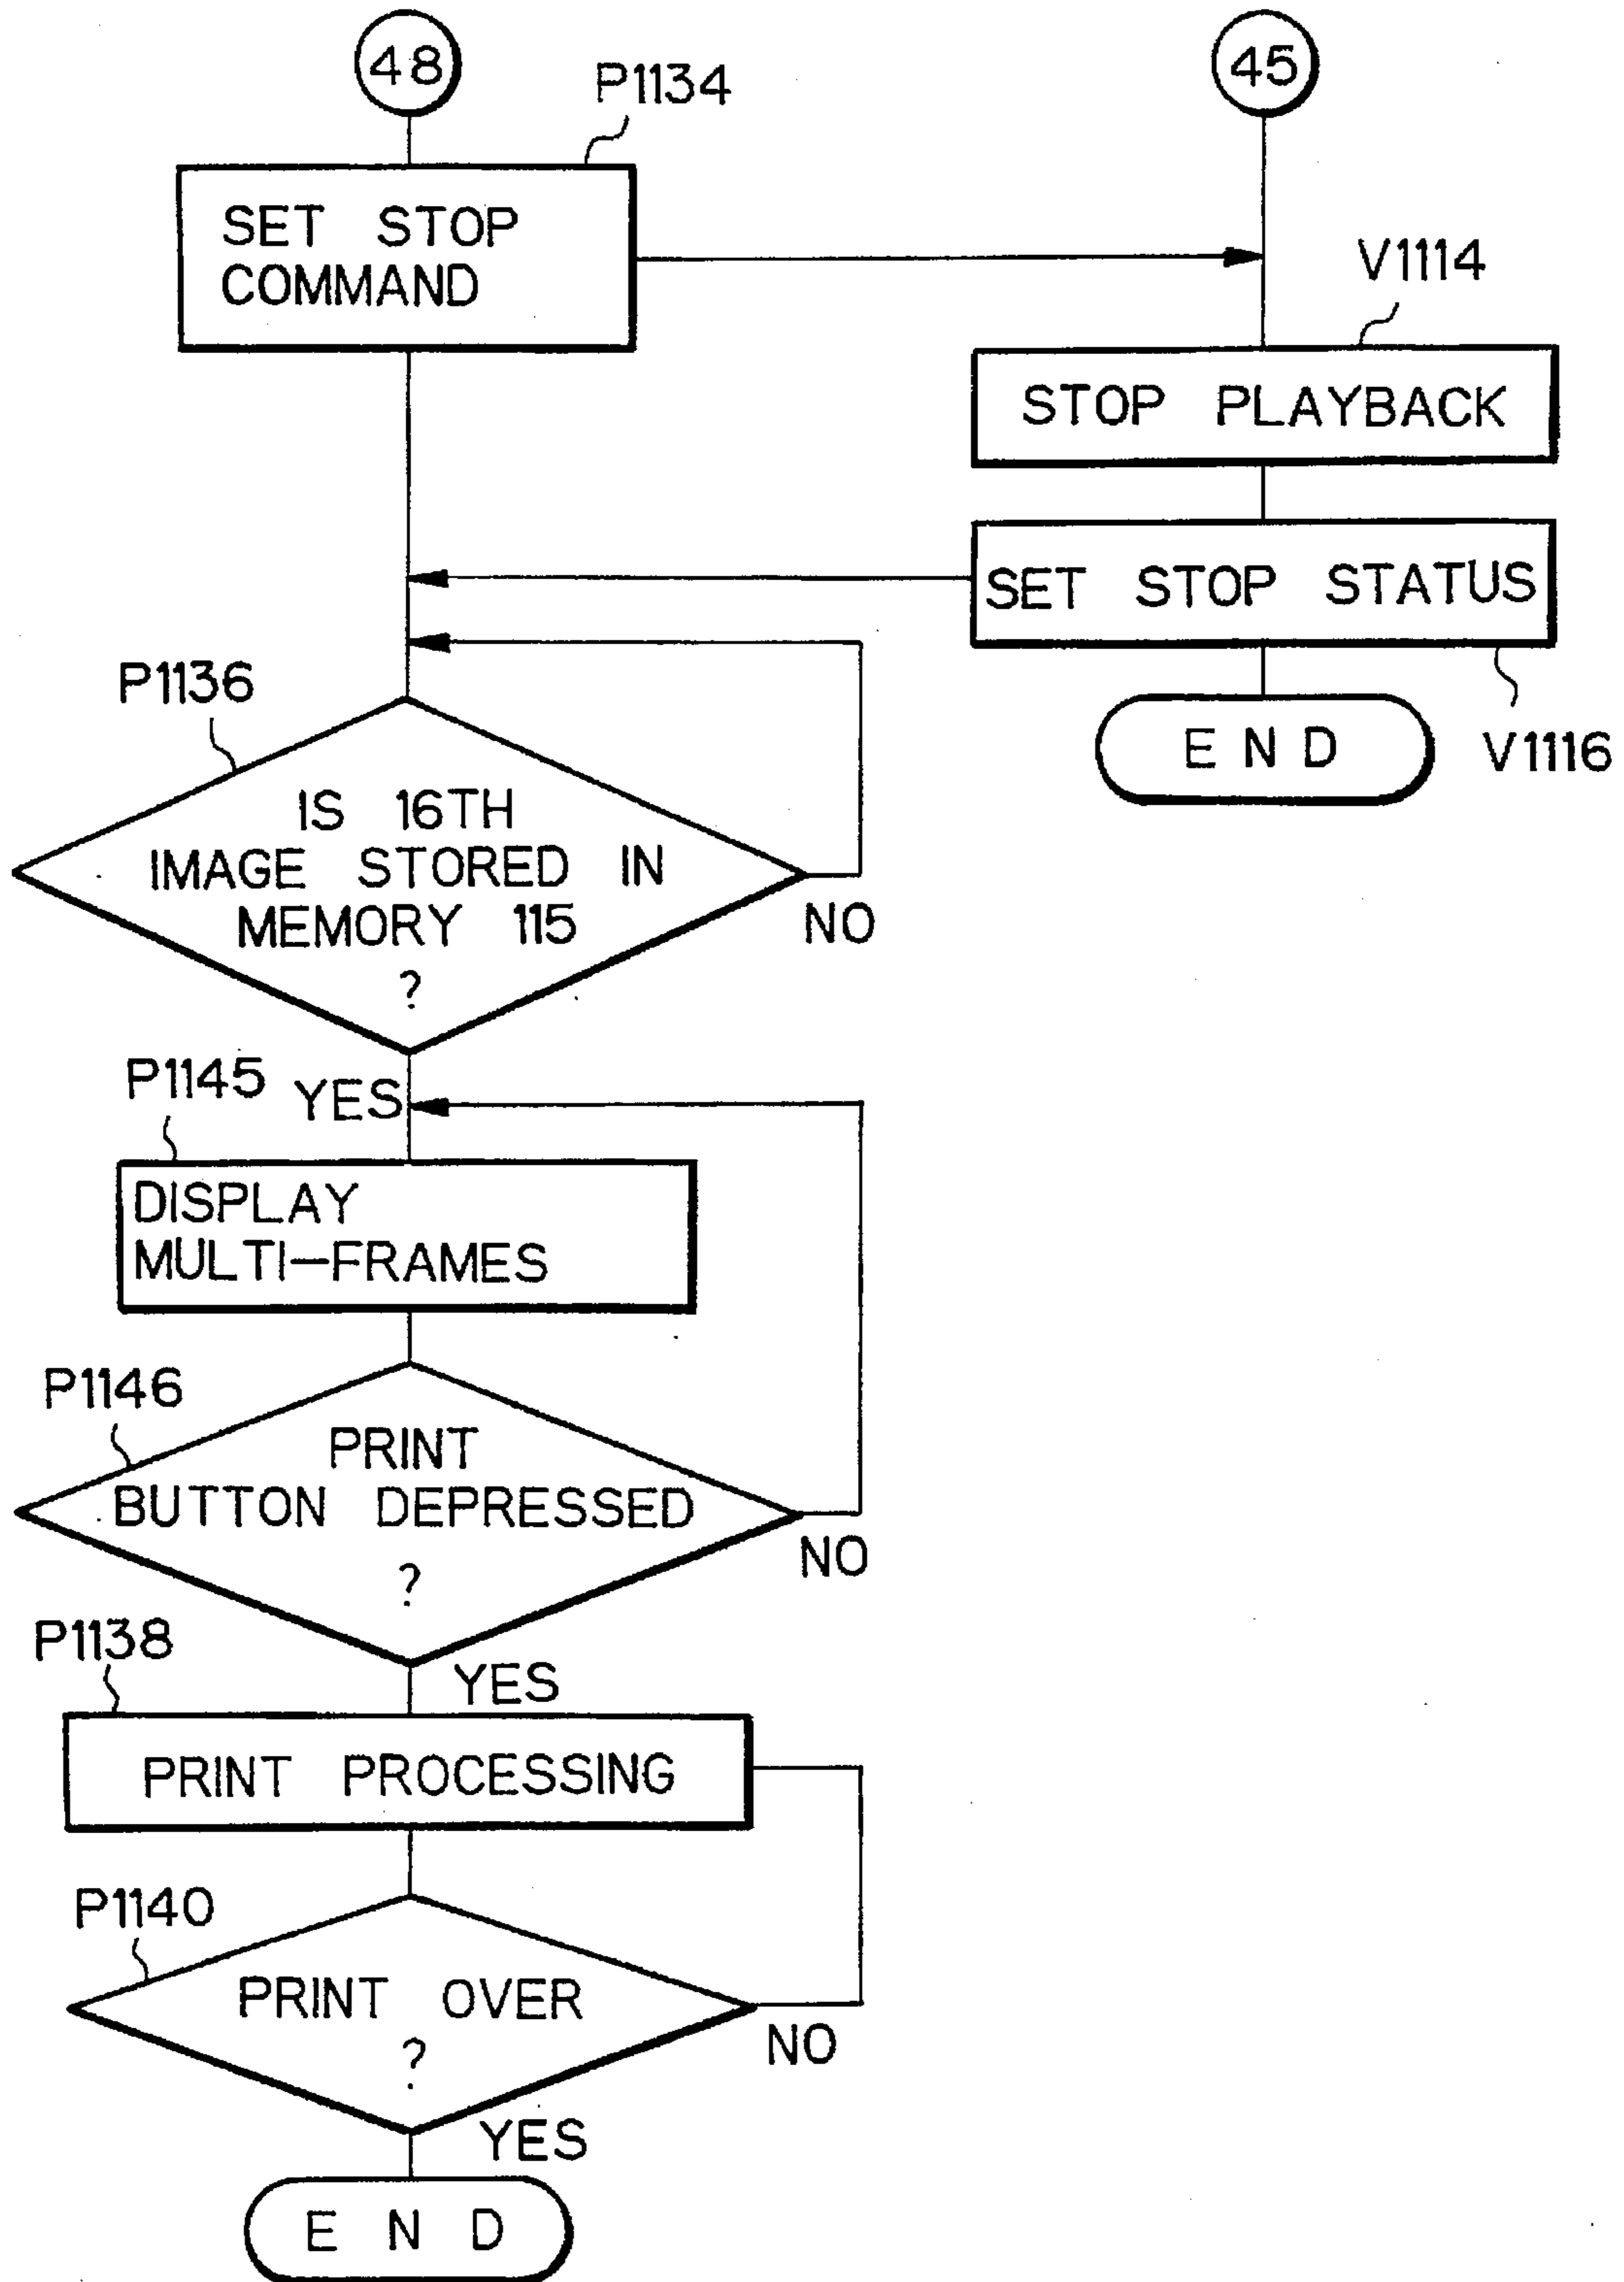 48
P1134
SET STOP
COMMAND
45
V1114
STOP PLAYBACK
SET STOP STATUS
V1116
E N D
P1136
IS 16TH
IMAGE STORED IN
MEMORY 115
?
NO
YES
P1145
DISPLAY
MULTI-FRAMES
P1146
PRINT
BUTTON DEPRESSED
?
NO
YES
P1138
PRINT PROCESSING
P1140
PRINT OVER
?
NO
YES
E N D